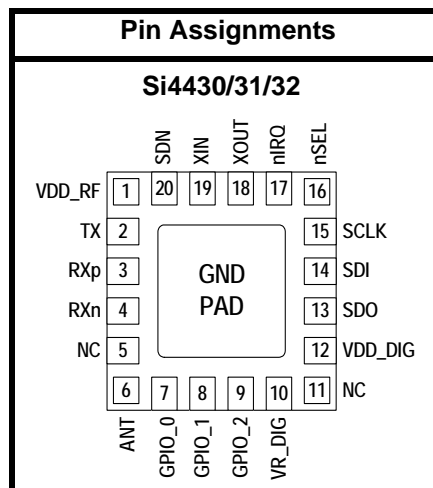 Pin Assignments
Si4430/31/32
SDN
XIN
XOUT
nIRQ
nSEL
20
19
18
17
16
VDD_RF
1
TX
2
15
SCLK
RXp
3
14
SDI
RXn
4
13
SDO
NC
5
12
VDD_DIG
GND
PAD
6
7
8
9
10
11
NC
ANT
GPIO_0
GPIO_1
GPIO_2
VR_DIG